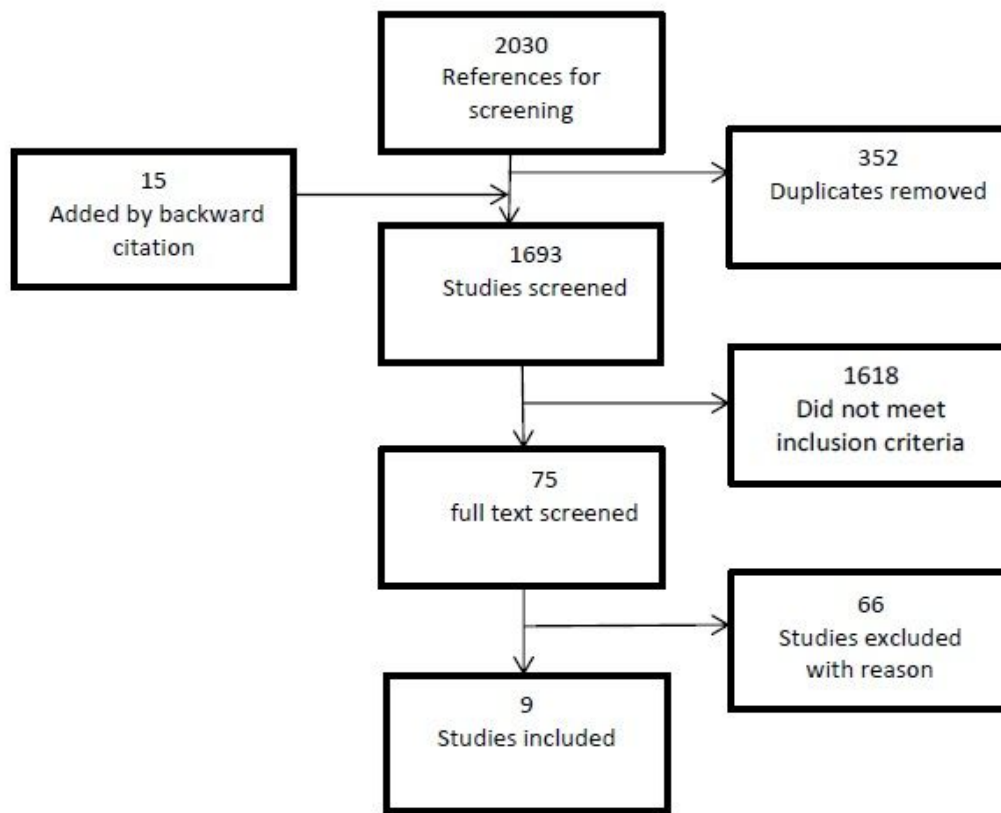 2030
References for
screening
352
Duplicates removed
15
Added by backward
citation
1693
Studies screened
1618
Did not meet
inclusion criteria
75
full text screened
66
Studies excluded
with reason
9
Studies included